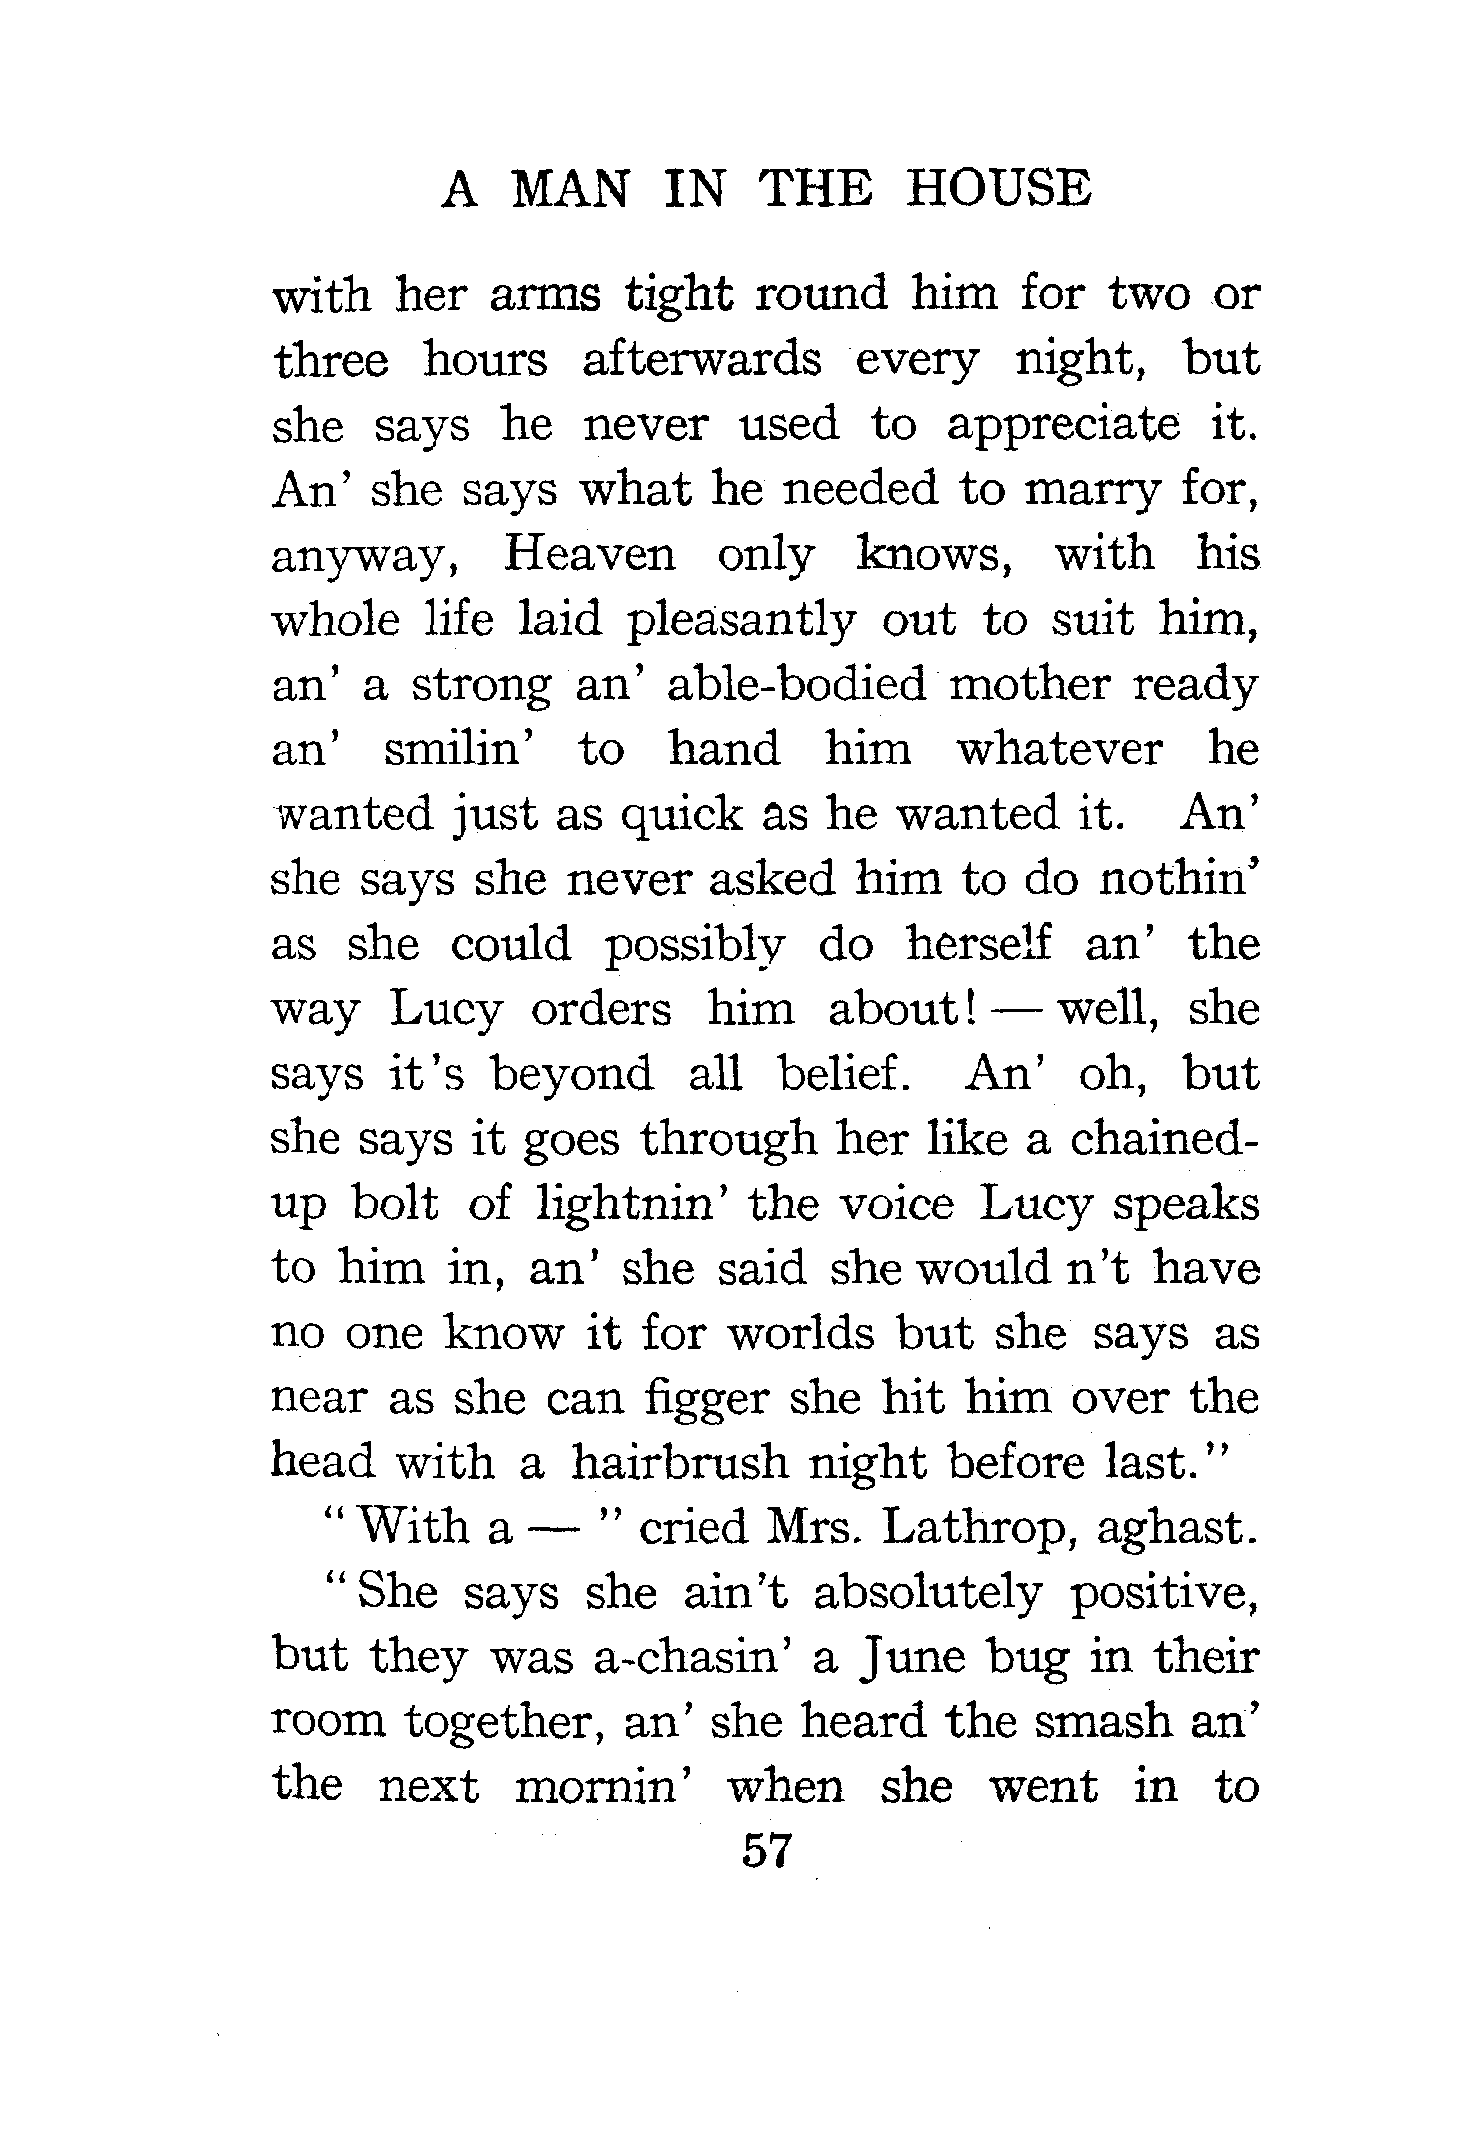 A MAN IN THE HOUSE
with her arms tight round him for two or
three hours afterwards every night, but
she says he never used to appreciate it.
An' she says what he needed to marry for,
anyway, Heaven only knows, with his
whole life laid pleasantly out to suit him,
an' a strong an' able-bodied mother ready
an' smilin' to hand him whatever he
wanted just as quick as he wanted it. An'
she says she never asked him to do nothin'
as she could possibly do herself an' the
way Lucy orders him about! — well, she
says it's beyond all belief. An' oh, but
she says it goes through her like a chained-
up bolt of lightnin' the voice Lucy speaks
to him in, an' she said she would n't have
no one know it for worlds but she says as
near as she can figger she hit him over the
head with a hairbrush night before last."
"With a — " cried Mrs. Lathrop, aghast.
"She says she ain't absolutely positive,
but they was a-chasin' a June bug in their
room together, an' she heard the smash an'
the next mornin' when she went in to
57